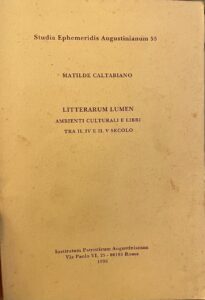 Studia Ephemeridis Augustinianum 55
MATILDE CALTABIANO
LITTERARUM LUMEN
AMBIENTI CULTURALI E LIBRI
TRA IL IV E IL V SECOLO
Institutum Patristicum Augustinianum
Via Paolo VI, 25 - 00193 Roma
1996